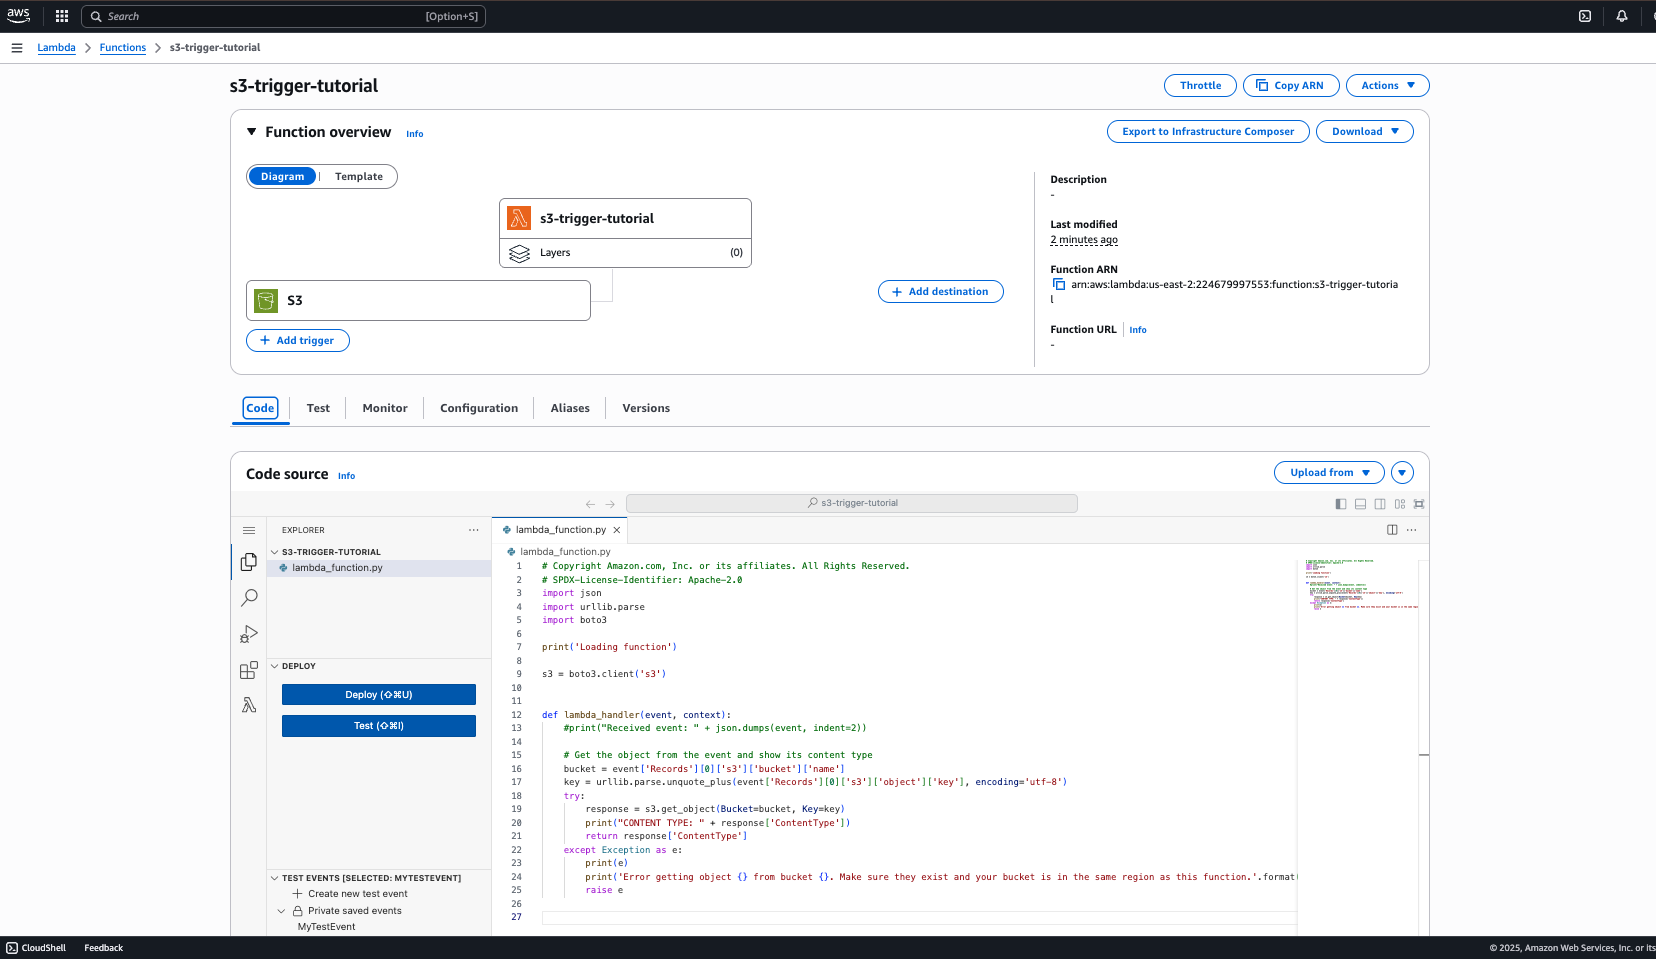 aws
Search [Option+S]
Lambda > Functions > s3-trigger-tutorial
s3-trigger-tutorial
Throttle
Copy ARN
Actions
Function overview Info
Export to Infrastructure Composer
Download
Diagram Template
s3-trigger-tutorial
Layers (0)
S3
+ Add destination
+ Add trigger
Description
-
Last modified
2 minutes ago
Function ARN
arn:aws:lambda:us-east-2:224679997553:function:s3-trigger-tutoria
l
Function URL Info
-
Code Test Monitor Configuration Aliases Versions
Code source Info
Upload from
s3-trigger-tutorial
EXPLORER
S3-TRIGGER-TUTORIAL
lambda_function.py
DEPLOY
Deploy (⇧⌘U)
Test (⇧⌘I)
TEST EVENTS [SELECTED: MYTESTEVENT]
+ Create new test event
Private saved events
MyTestEvent
lambda_function.py
lambda_function.py
1 # Copyright Amazon.com, Inc. or its affiliates. All Rights Reserved.
2 # SPDX-License-Identifier: Apache-2.0
3 import json
4 import urllib.parse
5 import boto3
6
7 print('Loading function')
8
9 s3 = boto3.client('s3')
10
11
12 def lambda_handler(event, context):
13     #print("Received event: " + json.dumps(event, indent=2))
14
15     # Get the object from the event and show its content type
16     bucket = event['Records'][0]['s3']['bucket']['name']
17     key = urllib.parse.unquote_plus(event['Records'][0]['s3']['object']['key'], encoding='utf-8')
18     try:
19         response = s3.get_object(Bucket=bucket, Key=key)
20         print("CONTENT TYPE: " + response['ContentType'])
21         return response['ContentType']
22     except Exception as e:
23         print(e)
24         print('Error getting object {} from bucket {}. Make sure they exist and your bucket is in the same region as this function.'.format(
25         raise e
26
27
CloudShell Feedback
© 2025, Amazon Web Services, Inc. or its